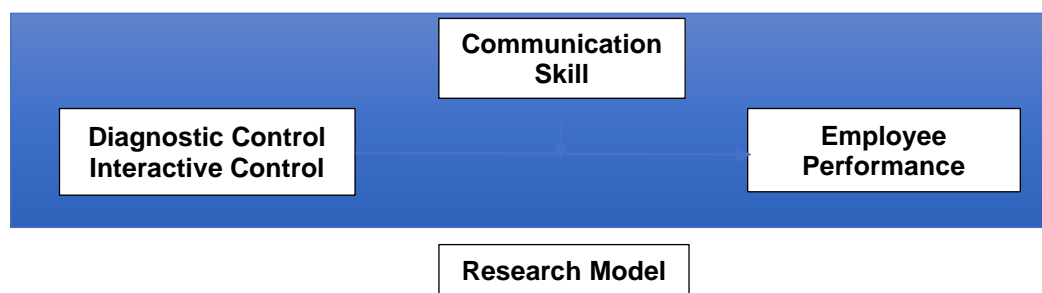 Communication
Skill
Diagnostic Control
Interactive Control
Employee
Performance
Research Model